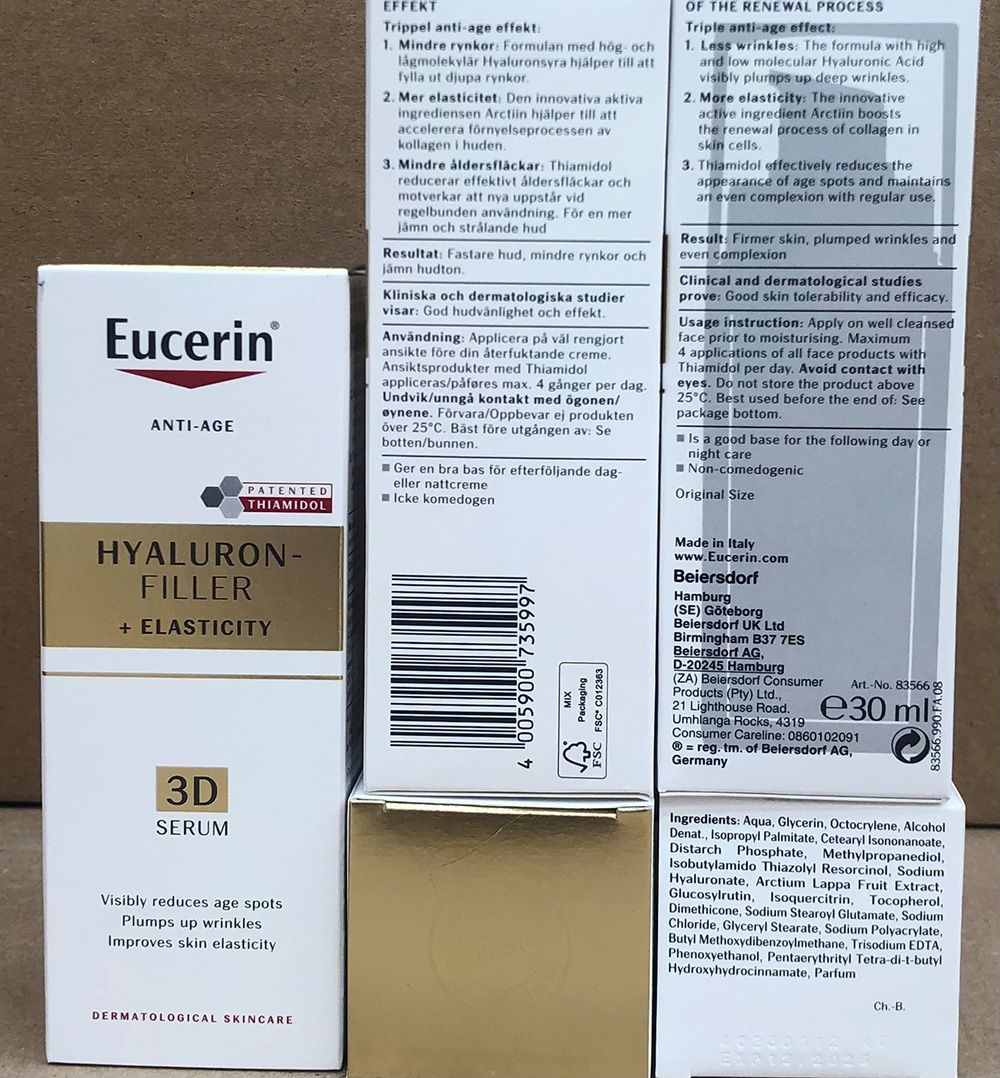 Eucerin®
ANTI-AGE
PATENTED
THIAMIDOL
HYALURON-
FILLER
+ ELASTICITY
3D
SERUM
Visibly reduces age spots
Plumps up wrinkles
Improves skin elasticity
DERMATOLOGICAL SKINCARE
EFFEKT
Trippel anti-age effekt:
1. Mindre rynkor: Formulan med hög- och
lågmolekylär Hyaluronsyra hjälper till att
fylla ut djupa rynkor.
2. Mer elasticitet: Den innovativa aktiva
ingrediensen Arctiin hjälper till att
accelerera förnyelseprocessen av
kollagen i huden.
3. Mindre åldersfläckar: Thiamidol
reducerar effektivt åldersfläckar och
motverkar att nya uppstår vid
regelbunden användning. För en mer
jämn och strålande hud
Resultat: Fastare hud, mindre rynkor och
jämn hudton.
Kliniska och dermatologiska studier
visar: God hudvänlighet och effekt.
Användning: Applicera på väl rengjort
ansikte före din återfuktande creme.
Ansiktsprodukter med Thiamidol
appliceras/påføres max. 4 gånger per dag.
Undvik/unngå kontakt med ögonen/
øynene. Förvara/Oppbevar ej produkten
över 25°C. Bäst före utgången av: Se
botten/bunnen.
■ Ger en bra bas för efterföljande dag-
eller nattcreme
■ Icke komedogen
4 005900 735997
MIX
Packaging
FSC® C012363
FSC
OF THE RENEWAL PROCESS
Triple anti-age effect:
1. Less wrinkles: The formula with high
and low molecular Hyaluronic Acid
visibly plumps up deep wrinkles.
2. More elasticity: The innovative
active ingredient Arctiin boosts
the renewal process of collagen in
skin cells.
3. Thiamidol effectively reduces the
appearance of age spots and maintains
an even complexion with regular use.
Result: Firmer skin, plumped wrinkles and
even complexion
Clinical and dermatological studies
prove: Good skin tolerability and efficacy.
Usage instruction: Apply on well cleansed
face prior to moisturising. Maximum
4 applications of all face products with
Thiamidol per day. Avoid contact with
eyes. Do not store the product above
25°C. Best used before the end of: See
package bottom.
■ Is a good base for the following day or
night care
■ Non-comedogenic
Original Size
Made in Italy
www.Eucerin.com
Beiersdorf
Hamburg
(SE) Göteborg
Beiersdorf UK Ltd
Birmingham B37 7ES
Beiersdorf AG,
D-20245 Hamburg
(ZA) Beiersdorf Consumer
Products (Pty) Ltd.,
21 Lighthouse Road.
Umhlanga Rocks, 4319
Consumer Careline: 0860102091
® = reg. tm. of Beiersdorf AG,
Germany
Art.-No. 83566
℮30 ml
83566.990.FA.08
Ingredients: Aqua, Glycerin, Octocrylene, Alcohol
Denat., Isopropyl Palmitate, Cetearyl Isononanoate,
Distarch Phosphate, Methylpropanediol,
Isobutylamido Thiazolyl Resorcinol, Sodium
Hyaluronate, Arctium Lappa Fruit Extract,
Glucosylrutin, Isoquercitrin, Tocopherol,
Dimethicone, Sodium Stearoyl Glutamate, Sodium
Chloride, Glyceryl Stearate, Sodium Polyacrylate,
Butyl Methoxydibenzoylmethane, Trisodium EDTA,
Phenoxyethanol, Pentaerythrityl Tetra-di-t-butyl
Hydroxyhydrocinnamate, Parfum
Ch.-B.
EXP12/2025